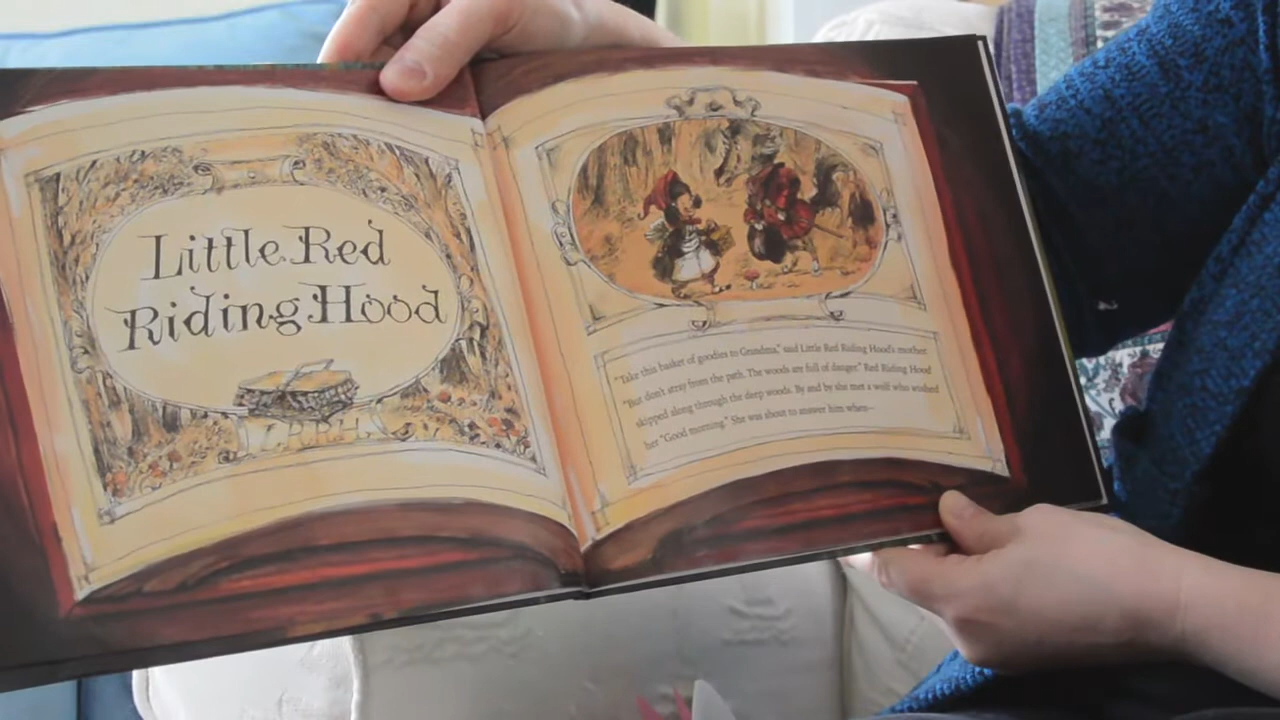 Little Red
Riding Hood
L.R.R.H.
"Take this basket of goodies to Grandma," said Little Red Riding Hood's mother
"But don't stray from the path. The woods are full of danger." Red Riding Hood
skipped along through the deep woods. By and by she met a wolf who wished
her "Good morning." She was about to answer him when—